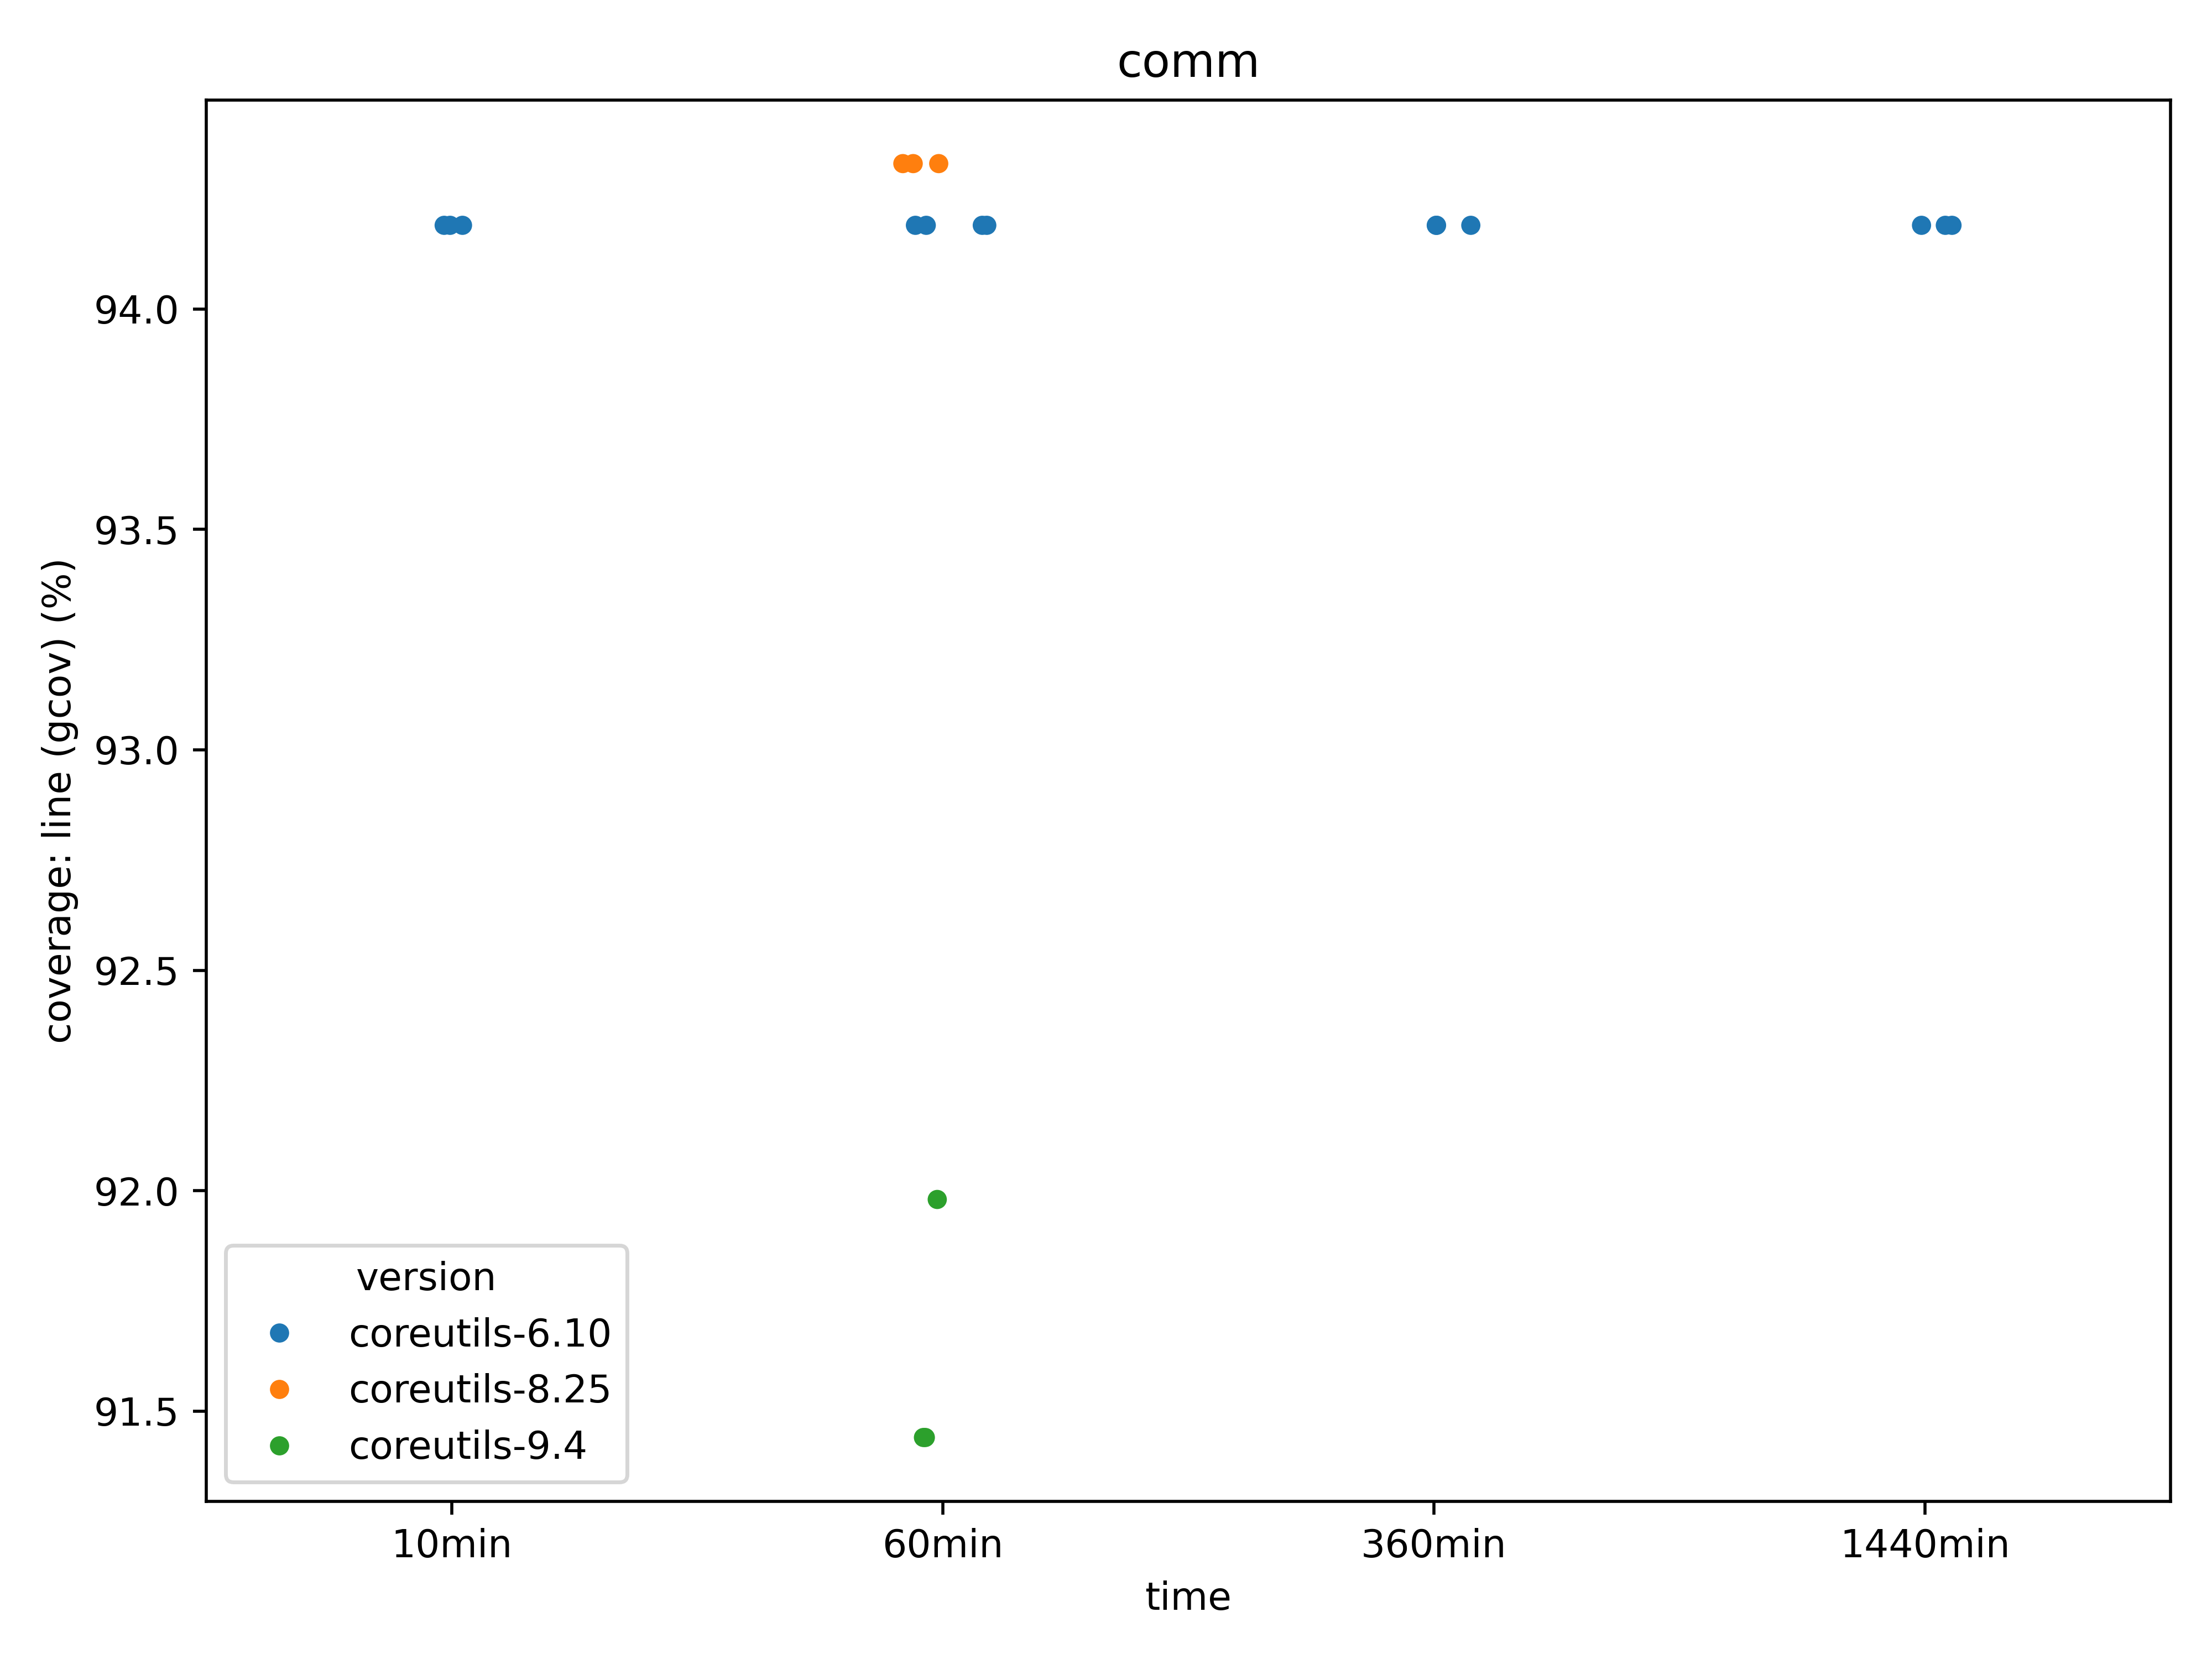 comm
coverage: line (gcov) (%)
94.0
93.5
93.0
92.5
92.0
91.5
version
coreutils-6.10
coreutils-8.25
coreutils-9.4
10min
60min
360min
1440min
time